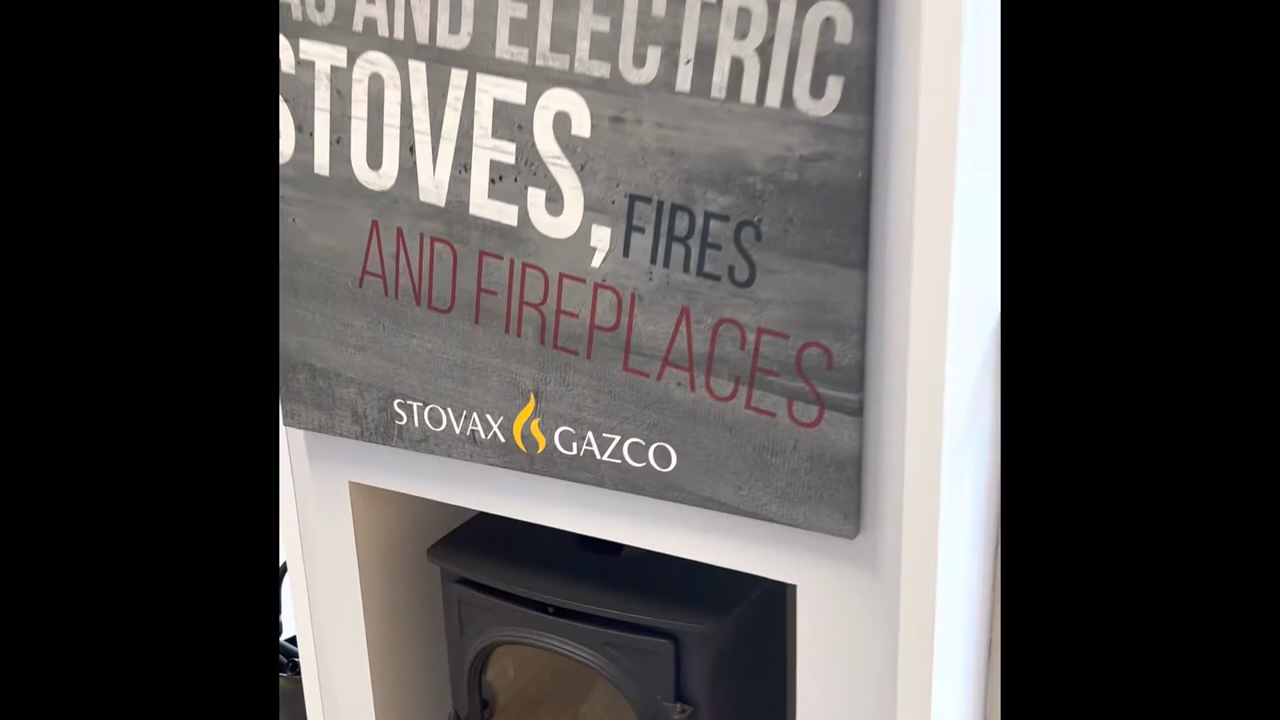 AND ELECTRIC
STOVES, FIRES
AND FIREPLACES
STOVAX GAZCO